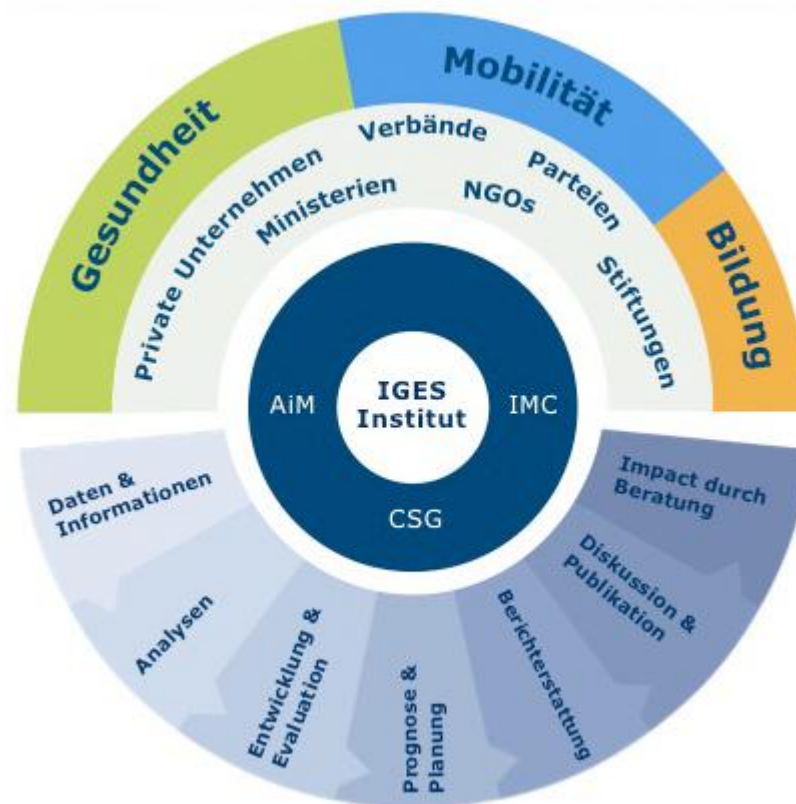 Gesundheit
Mobilität
Bildung
Private Unternehmen
Ministerien
Verbände
NGOs
Parteien
Stiftungen
AiM
IGES
Institut
IMC
CSG
Daten &
Informationen
Analysen
Entwicklung &
Evaluation
Prognose &
Planung
Berichterstattung
Diskussion &
Publikation
Impact durch
Beratung